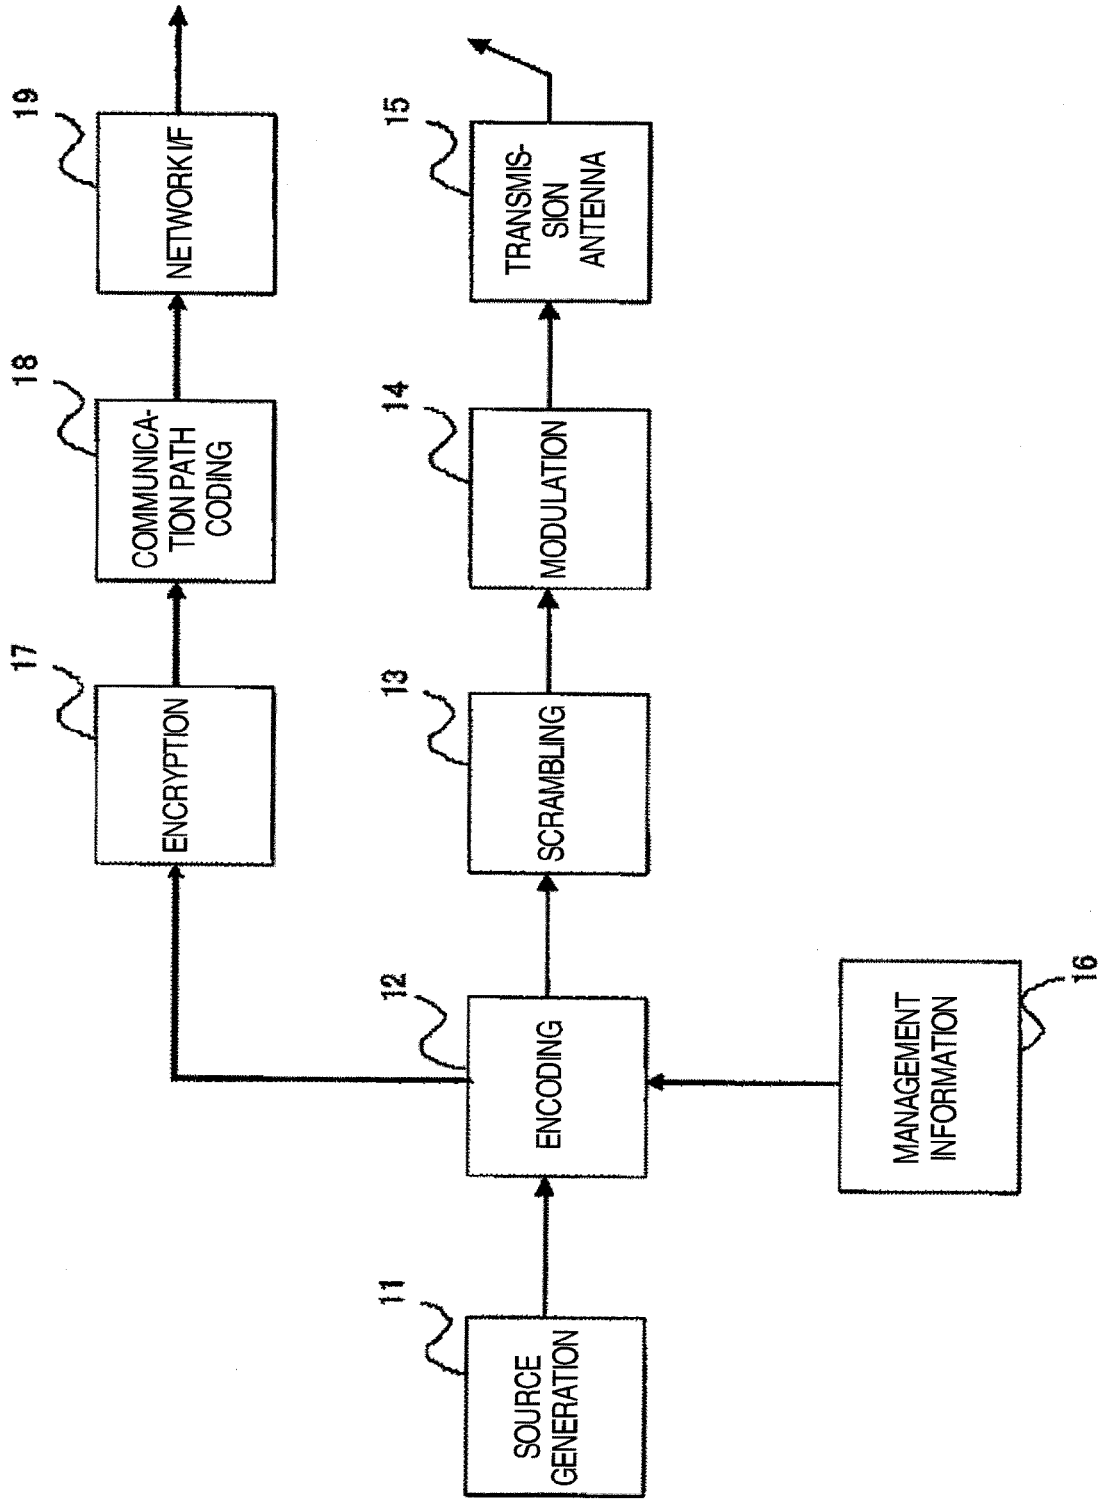 19
NETWORK I/F
18
COMMUNICA-
TION PATH
CODING
17
ENCRYPTION
15
TRANSMIS-
SION
ANTENNA
14
MODULATION
13
SCRAMBLING
12
ENCODING
11
SOURCE
GENERATION
16
MANAGEMENT
INFORMATION